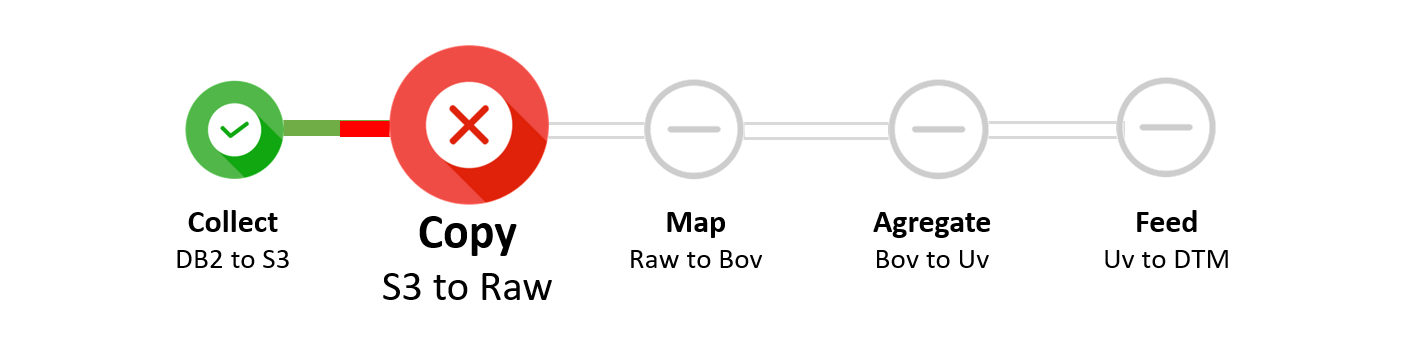 Collect
DB2 to S3
Copy
S3 to Raw
Map
Raw to Bov
Agregate
Bov to Uv
Feed
Uv to DTM